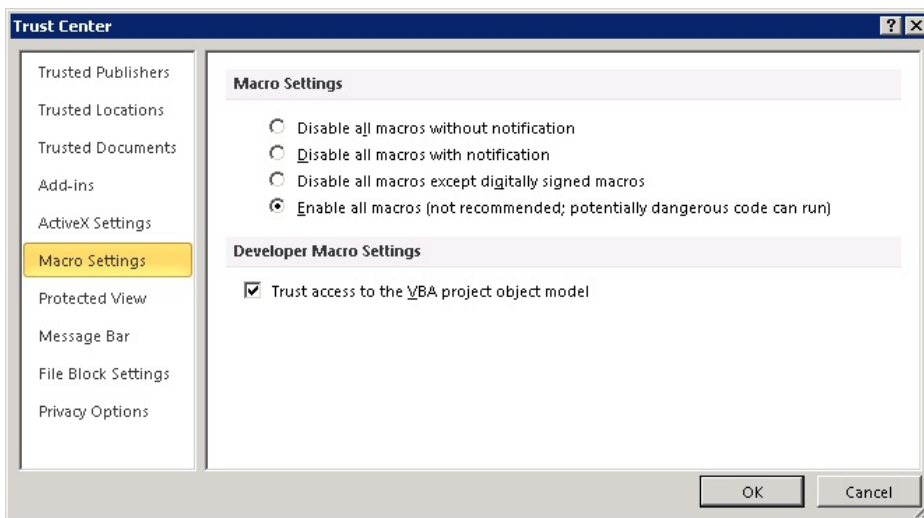 Trust Center
Trusted Publishers
Trusted Locations
Trusted Documents
Add-ins
ActiveX Settings
Macro Settings
Protected View
Message Bar
File Block Settings
Privacy Options
Macro Settings
Disable all macros without notification
Disable all macros with notification
Disable all macros except digitally signed macros
Enable all macros (not recommended; potentially dangerous code can run)
Developer Macro Settings
Trust access to the VBA project object model
OK
Cancel